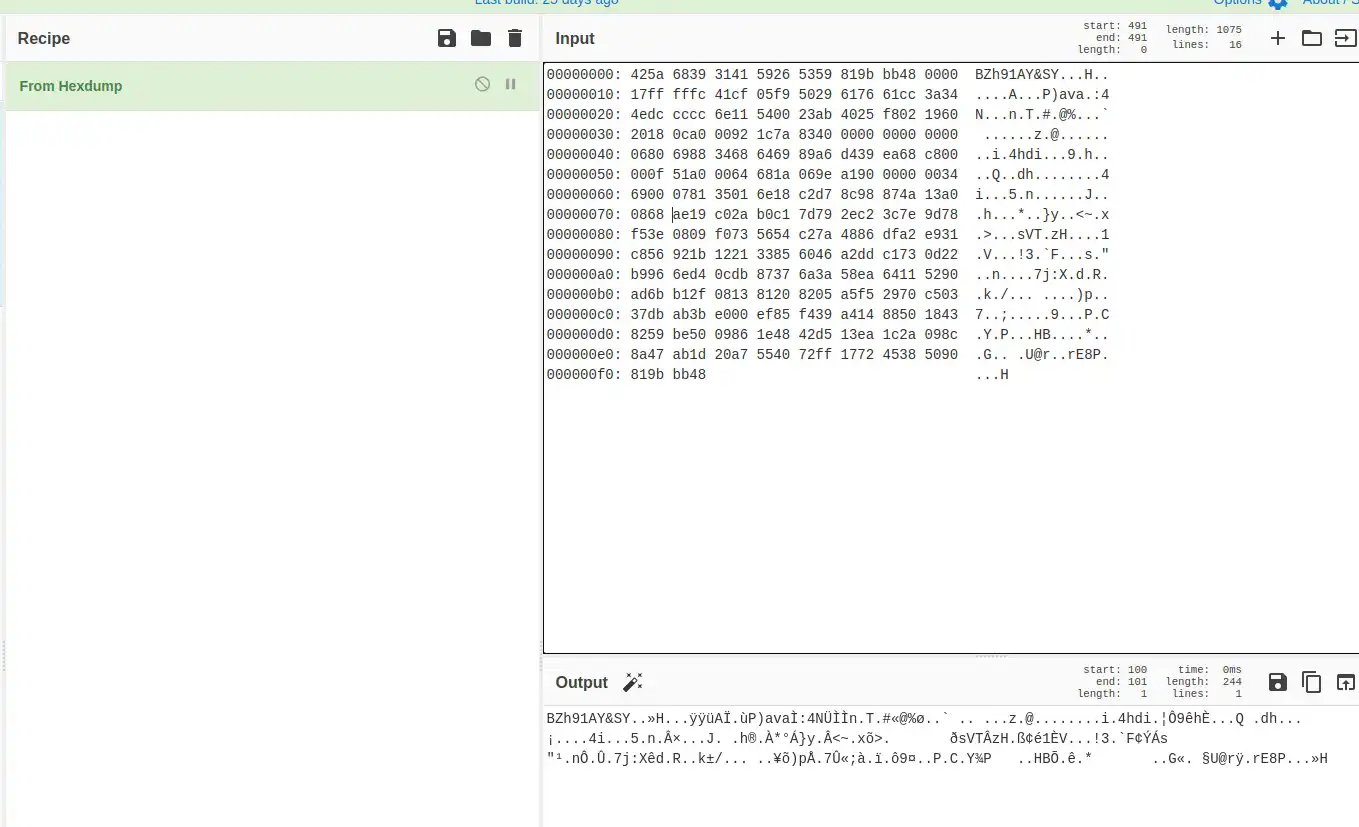 Last build: 25 days ago
Options
About / S
Recipe
Input
start: 491
end: 491
length: 0
length: 1075
lines: 16
From Hexdump
00000000: 425a 6839 3141 5926 5359 819b bb48 0000  BZh91AY&SY...H..
00000010: 17ff fffc 41cf 05f9 5029 6176 61cc 3a34  ....A...P)ava.:4
00000020: 4edc cccc 6e11 5400 23ab 4025 f802 1960  N...n.T.#.@%...`
00000030: 2018 0ca0 0092 1c7a 8340 0000 0000 0000   ......z.@......
00000040: 0680 6988 3468 6469 89a6 d439 ea68 c800  ..i.4hdi...9.h..
00000050: 000f 51a0 0064 681a 069e a190 0000 0034  ..Q..dh........4
00000060: 6900 0781 3501 6e18 c2d7 8c98 874a 13a0  i...5.n......J..
00000070: 0868 ae19 c02a b0c1 7d79 2ec2 3c7e 9d78  .h...*..}y..<~.x
00000080: f53e 0809 f073 5654 c27a 4886 dfa2 e931  .>...sVT.zH....1
00000090: c856 921b 1221 3385 6046 a2dd c173 0d22  .V...!3.`F...s."
000000a0: b996 6ed4 0cdb 8737 6a3a 58ea 6411 5290  ..n....7j:X.d.R.
000000b0: ad6b b12f 0813 8120 8205 a5f5 2970 c503  .k./... ....)p..
000000c0: 37db ab3b e000 ef85 f439 a414 8850 1843  7..;.....9...P.C
000000d0: 8259 be50 0986 1e48 42d5 13ea 1c2a 098c  .Y.P...HB....*..
000000e0: 8a47 ab1d 20a7 5540 72ff 1772 4538 5090  .G.. .U@r..rE8P.
000000f0: 819b bb48  ...H
Output
start: 100
end: 101
length: 1
time: 0ms
length: 244
lines: 1
BZh91AY&SY..»H...ÿÿüAÏ.ùP)avaÌ:4NÜÌÌn.T.#«@%ø..` .. ...z.@........i.4hdi.¦Ô9êhÈ...Q .dh...
¡....4i...5.n.Â×...J. .h®.À*°Á}y.Â<~.xõ>. ðsVTÂzH.ß¢é1ÈV...!3.`F¢ÝÁs
"¹.nÔ.Û.7j:Xêd.R..k±/... ..¥õ)pÅ.7Û«;à.ï.ô9¤..P.C.Y¾P ..HBÕ.ê.* ..G«. §U@rÿ.rE8P...»H